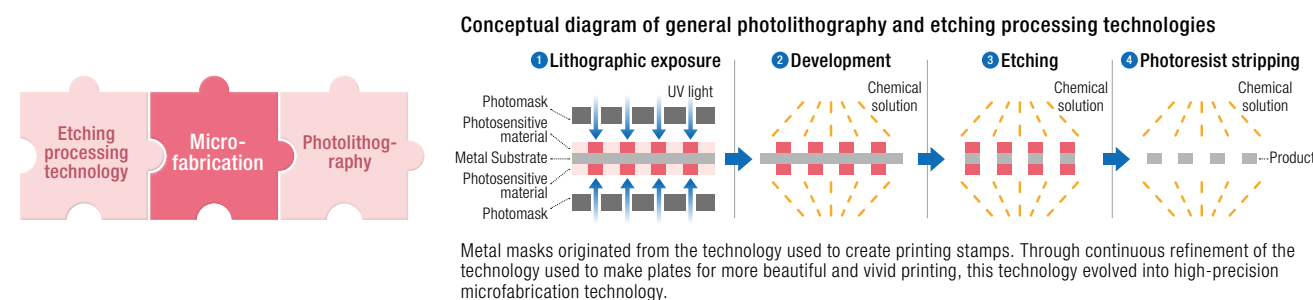 Etching
processing
technology
Micro-
fabrication
Photolithog-
raphy
Conceptual diagram of general photolithography and etching processing technologies
1 Lithographic exposure
UV light
Photomask
Photosensitive
material
Metal Substrate
Photosensitive
material
Photomask
2 Development
Chemical
solution
3 Etching
Chemical
solution
4 Photoresist stripping
Chemical
solution
Product
Metal masks originated from the technology used to create printing stamps. Through continuous refinement of the
technology used to make plates for more beautiful and vivid printing, this technology evolved into high-precision
microfabrication technology.